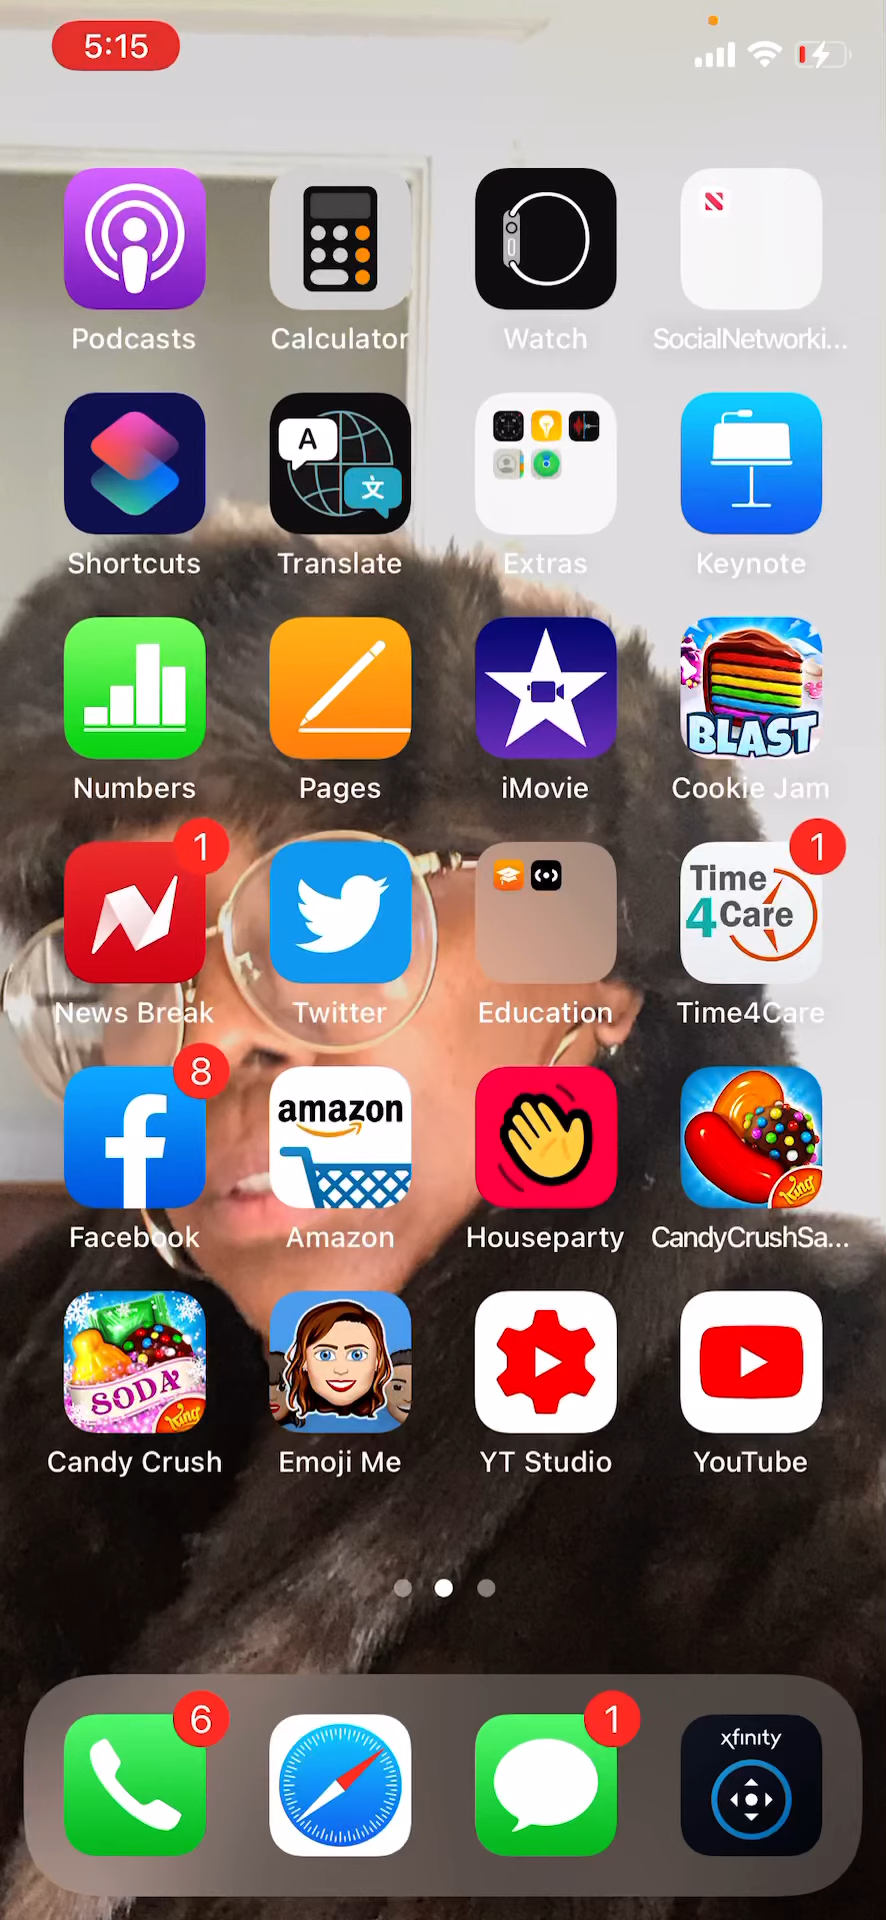 5:15
Podcasts
Calculator
Watch
SocialNetworki...
A
文
Shortcuts
Translate
Extras
Keynote
BLAST
Numbers
Pages
iMovie
Cookie Jam
1
1
Time
4Care
News Break
Twitter
Education
Time4Care
8
amazon
King
Facebook
Amazon
Houseparty
CandyCrushSa...
SODA
King
Candy Crush
Emoji Me
YT Studio
YouTube
6
1
xfinity